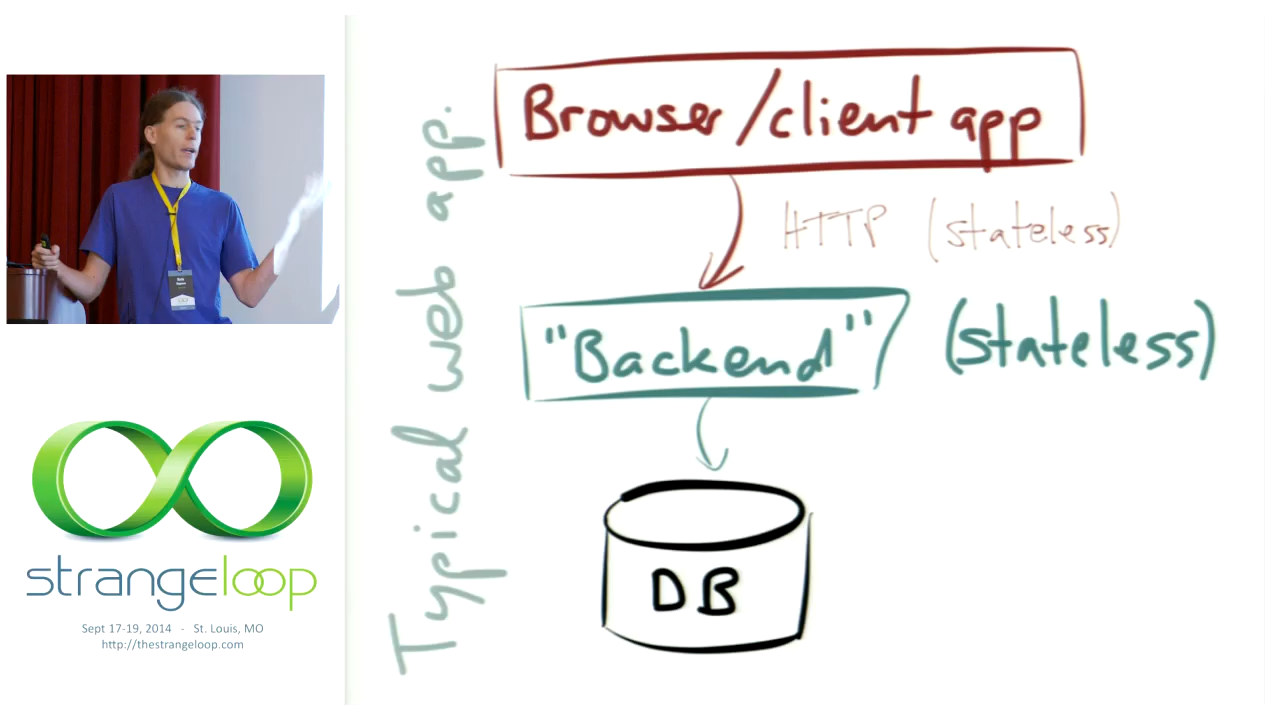 Typical web app.
Browser/client app
HTTP (stateless)
"Backend" (stateless)
DB
strangeloop
Sept 17-19, 2014 - St. Louis, MO
http://thestrangeloop.com